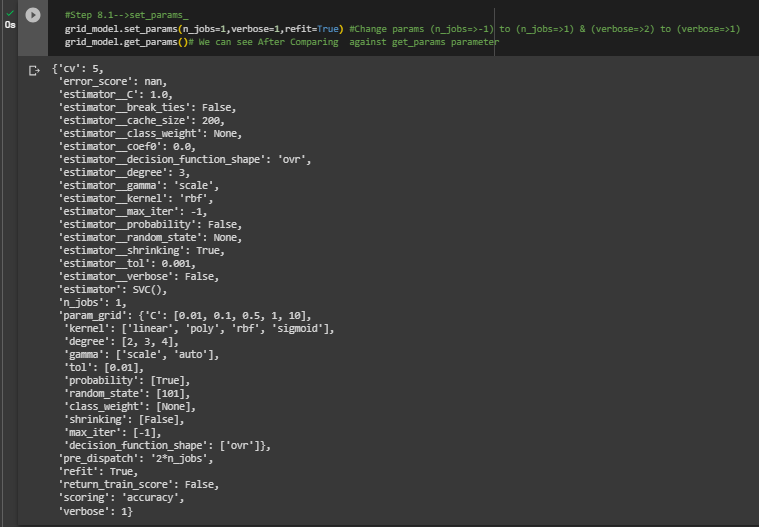 #Step 8.1-->set_params_
0s
grid_model.set_params(n_jobs=1,verbose=1,refit=True) #Change params (n_jobs=>-1) to (n_jobs=>1) & (verbose=>2) to (verbose=>1)
grid_model.get_params()# We can see After Comparing  against get_params parameter
{'cv': 5,
 'error_score': nan,
 'estimator__C': 1.0,
 'estimator__break_ties': False,
 'estimator__cache_size': 200,
 'estimator__class_weight': None,
 'estimator__coef0': 0.0,
 'estimator__decision_function_shape': 'ovr',
 'estimator__degree': 3,
 'estimator__gamma': 'scale',
 'estimator__kernel': 'rbf',
 'estimator__max_iter': -1,
 'estimator__probability': False,
 'estimator__random_state': None,
 'estimator__shrinking': True,
 'estimator__tol': 0.001,
 'estimator__verbose': False,
 'estimator': SVC(),
 'n_jobs': 1,
 'param_grid': {'C': [0.01, 0.1, 0.5, 1, 10],
  'kernel': ['linear', 'poly', 'rbf', 'sigmoid'],
  'degree': [2, 3, 4],
  'gamma': ['scale', 'auto'],
  'tol': [0.01],
  'probability': [True],
  'random_state': [101],
  'class_weight': [None],
  'shrinking': [False],
  'max_iter': [-1],
  'decision_function_shape': ['ovr']},
 'pre_dispatch': '2*n_jobs',
 'refit': True,
 'return_train_score': False,
 'scoring': 'accuracy',
 'verbose': 1}